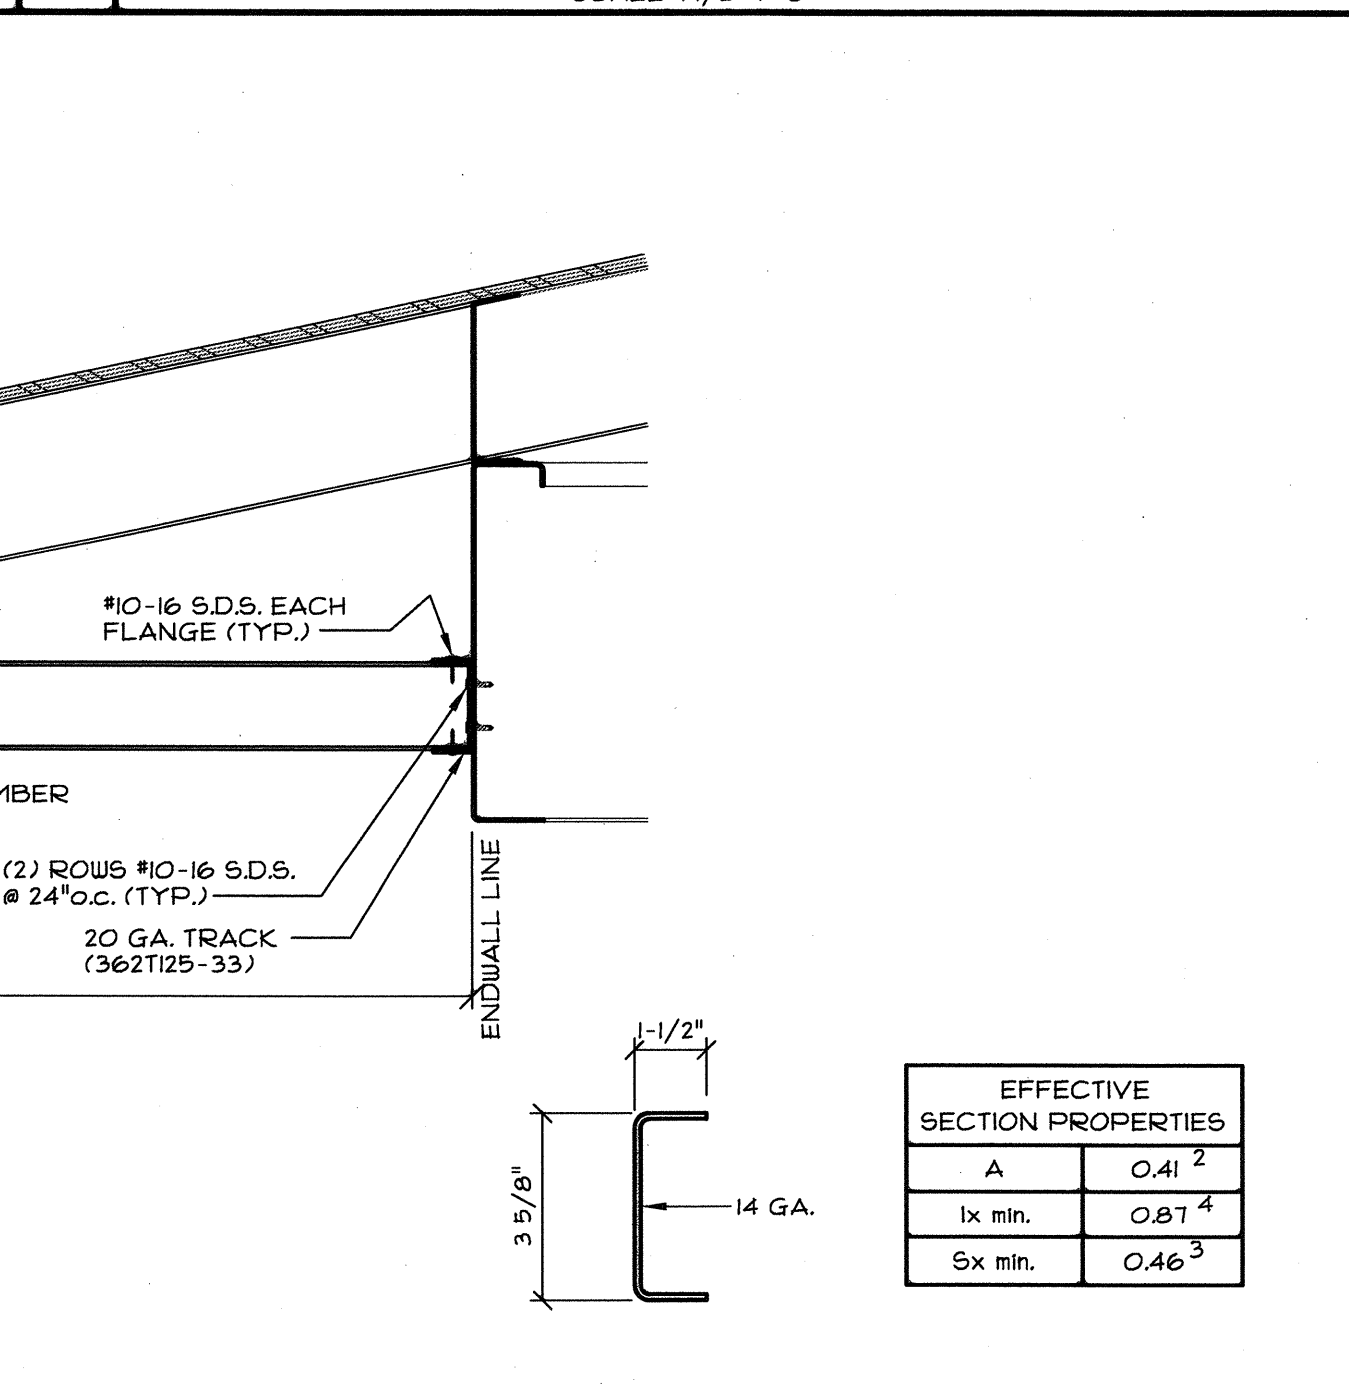 #10-16 S.D.S. EACH
FLANGE (TYP.)
(2) ROWS #10-16 S.D.S.
@ 24"o.c. (TYP.)
20 GA. TRACK
(362T125-33)
ENDWALL LINE
1-1/2"
3 5/8"
14 GA.
EFFECTIVE
SECTION PROPERTIES
A 0.41 2
Ix min. 0.87 4
Sx min. 0.46 3